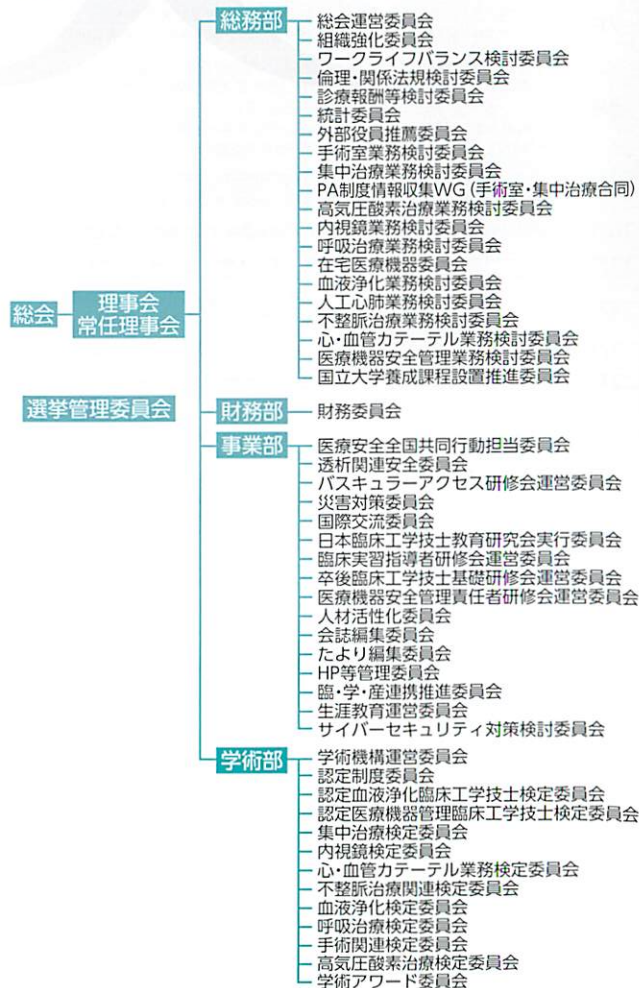 総務部
総会運営委員会
組織強化委員会
ワークライフバランス検討委員会
倫理・関係法規検討委員会
診療報酬等検討委員会
統計委員会
外部役員推薦委員会
手術室業務検討委員会
集中治療業務検討委員会
PA制度情報収集WG(手術室・集中治療合同)
高気圧酸素治療業務検討委員会
内視鏡業務検討委員会
呼吸治療業務検討委員会
在宅医療機器委員会
血液浄化業務検討委員会
人工心肺業務検討委員会
不整脈治療業務検討委員会
心・血管カテーテル業務検討委員会
医療機器安全管理業務検討委員会
国立大学養成課程設置推進委員会
総会
理事会
常任理事会
選挙管理委員会
財務部
財務委員会
事業部
医療安全全国共同行動担当委員会
透析関連安全委員会
バスキュラーアクセス研修会運営委員会
災害対策委員会
国際交流委員会
日本臨床工学技士教育研究会実行委員会
臨床実習指導者研修会運営委員会
卒後臨床工学技士基礎研修会運営委員会
医療機器安全管理責任者研修会運営委員会
人材活性化委員会
会誌編集委員会
たより編集委員会
HP等管理委員会
臨・学・産連携推進委員会
生涯教育運営委員会
サイバーセキュリティ対策検討委員会
学術部
学術機構運営委員会
認定制度委員会
認定血液浄化臨床工学技士検定委員会
認定医療機器管理臨床工学技士検定委員会
集中治療検定委員会
内視鏡検定委員会
心・血管カテーテル業務検定委員会
不整脈治療関連検定委員会
血液浄化検定委員会
呼吸治療検定委員会
手術関連検定委員会
高気圧酸素治療検定委員会
学術アワード委員会